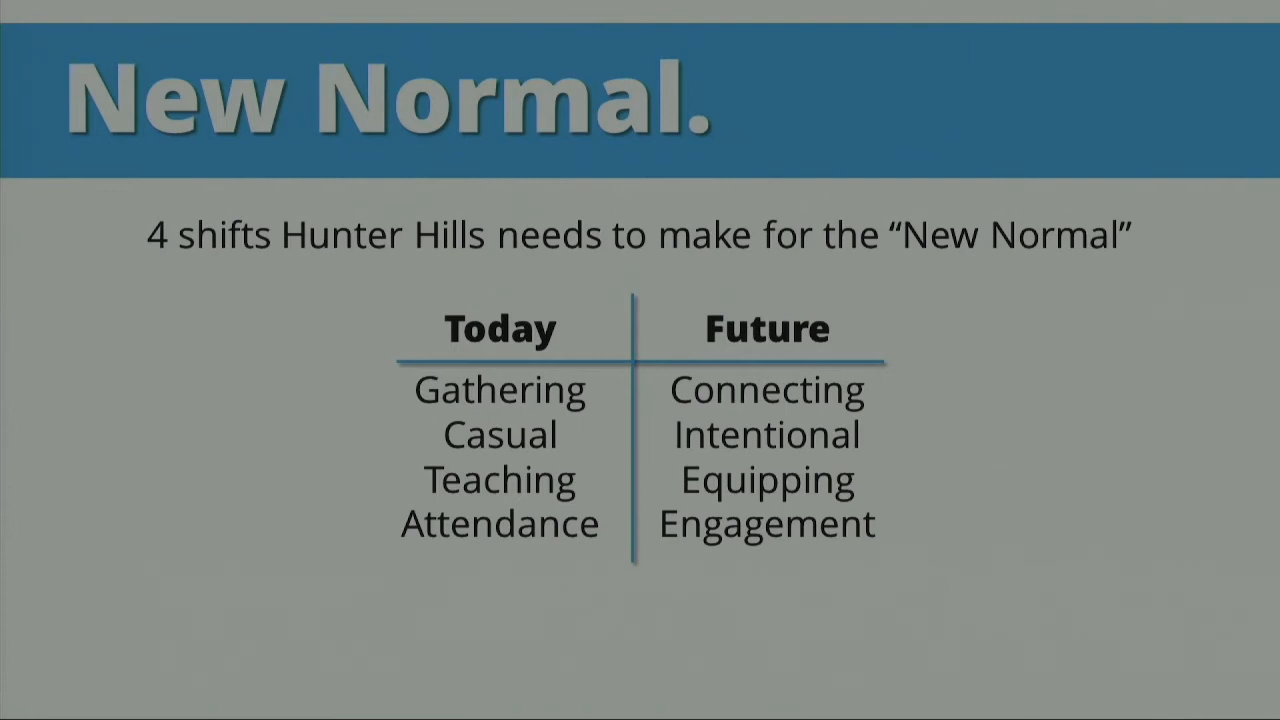 New Normal.
4 shifts Hunter Hills needs to make for the “New Normal”
Today Future
Gathering Connecting
Casual Intentional
Teaching Equipping
Attendance Engagement